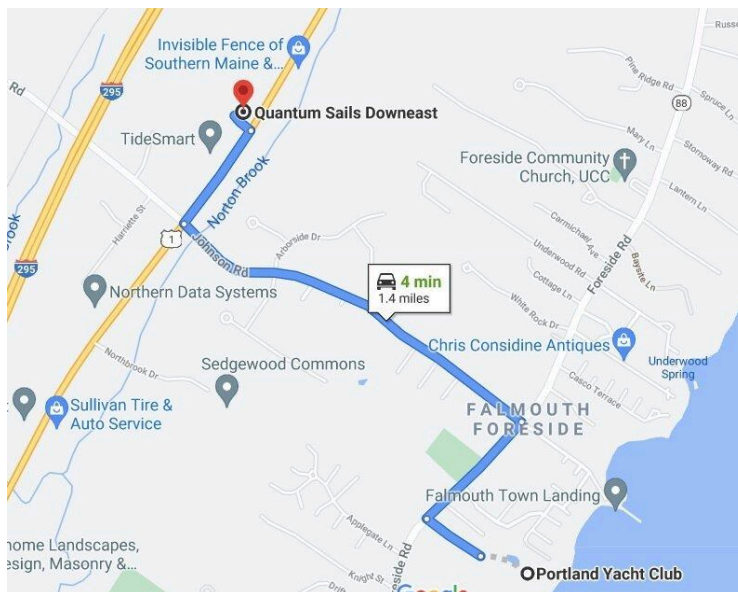 Russe
Invisible Fence of
Southern Maine &...
Pine Ridge Rd
295
88
Spruce Ln
Rd
Quantum Sails Downeast
Mary Ln
Stornoway Rd
TideSmart
Foreside Community
Church, UCC
Norton Brook
Lantern Ln
Harriette St
Carmichael Ave
1
Johnson Rd
Arborside Dr
Underwood Rd
Foreside Rd
Bayside Ln
rook
295
4 min
1.4 miles
Cottage Ln
Northern Data Systems
White Rock Dr
Chris Considine Antiques
Northbrook Dr
Sedgewood Commons
Underwood
Spring
Casco Terrace
Sullivan Tire &
Auto Service
FALMOUTH
FORESIDE
Falmouth Town Landing
Applegate Ln
home Landscapes,
esign, Masonry &...
Knight St
eside Rd
Portland Yacht Club
Google